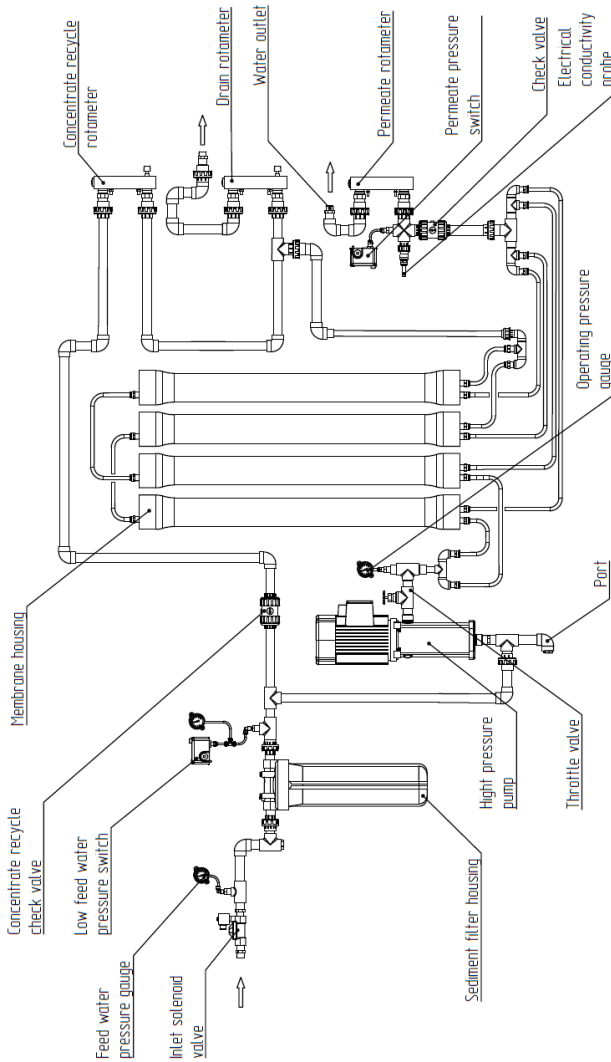 Concentrate recycle
rotameter
Drain rotameter
Water outlet
Permeate rotameter
Permeate pressure
switch
Check valve
Electrical
conductivity
probe
Operating pressure
gauge
Membrane housing
Port
Throttle valve
Hight pressure
pump
Concentrate recycle
check valve
Low feed water
pressure switch
Sediment filter housing
Feed water
pressure gauge
Inlet solenoid
valve